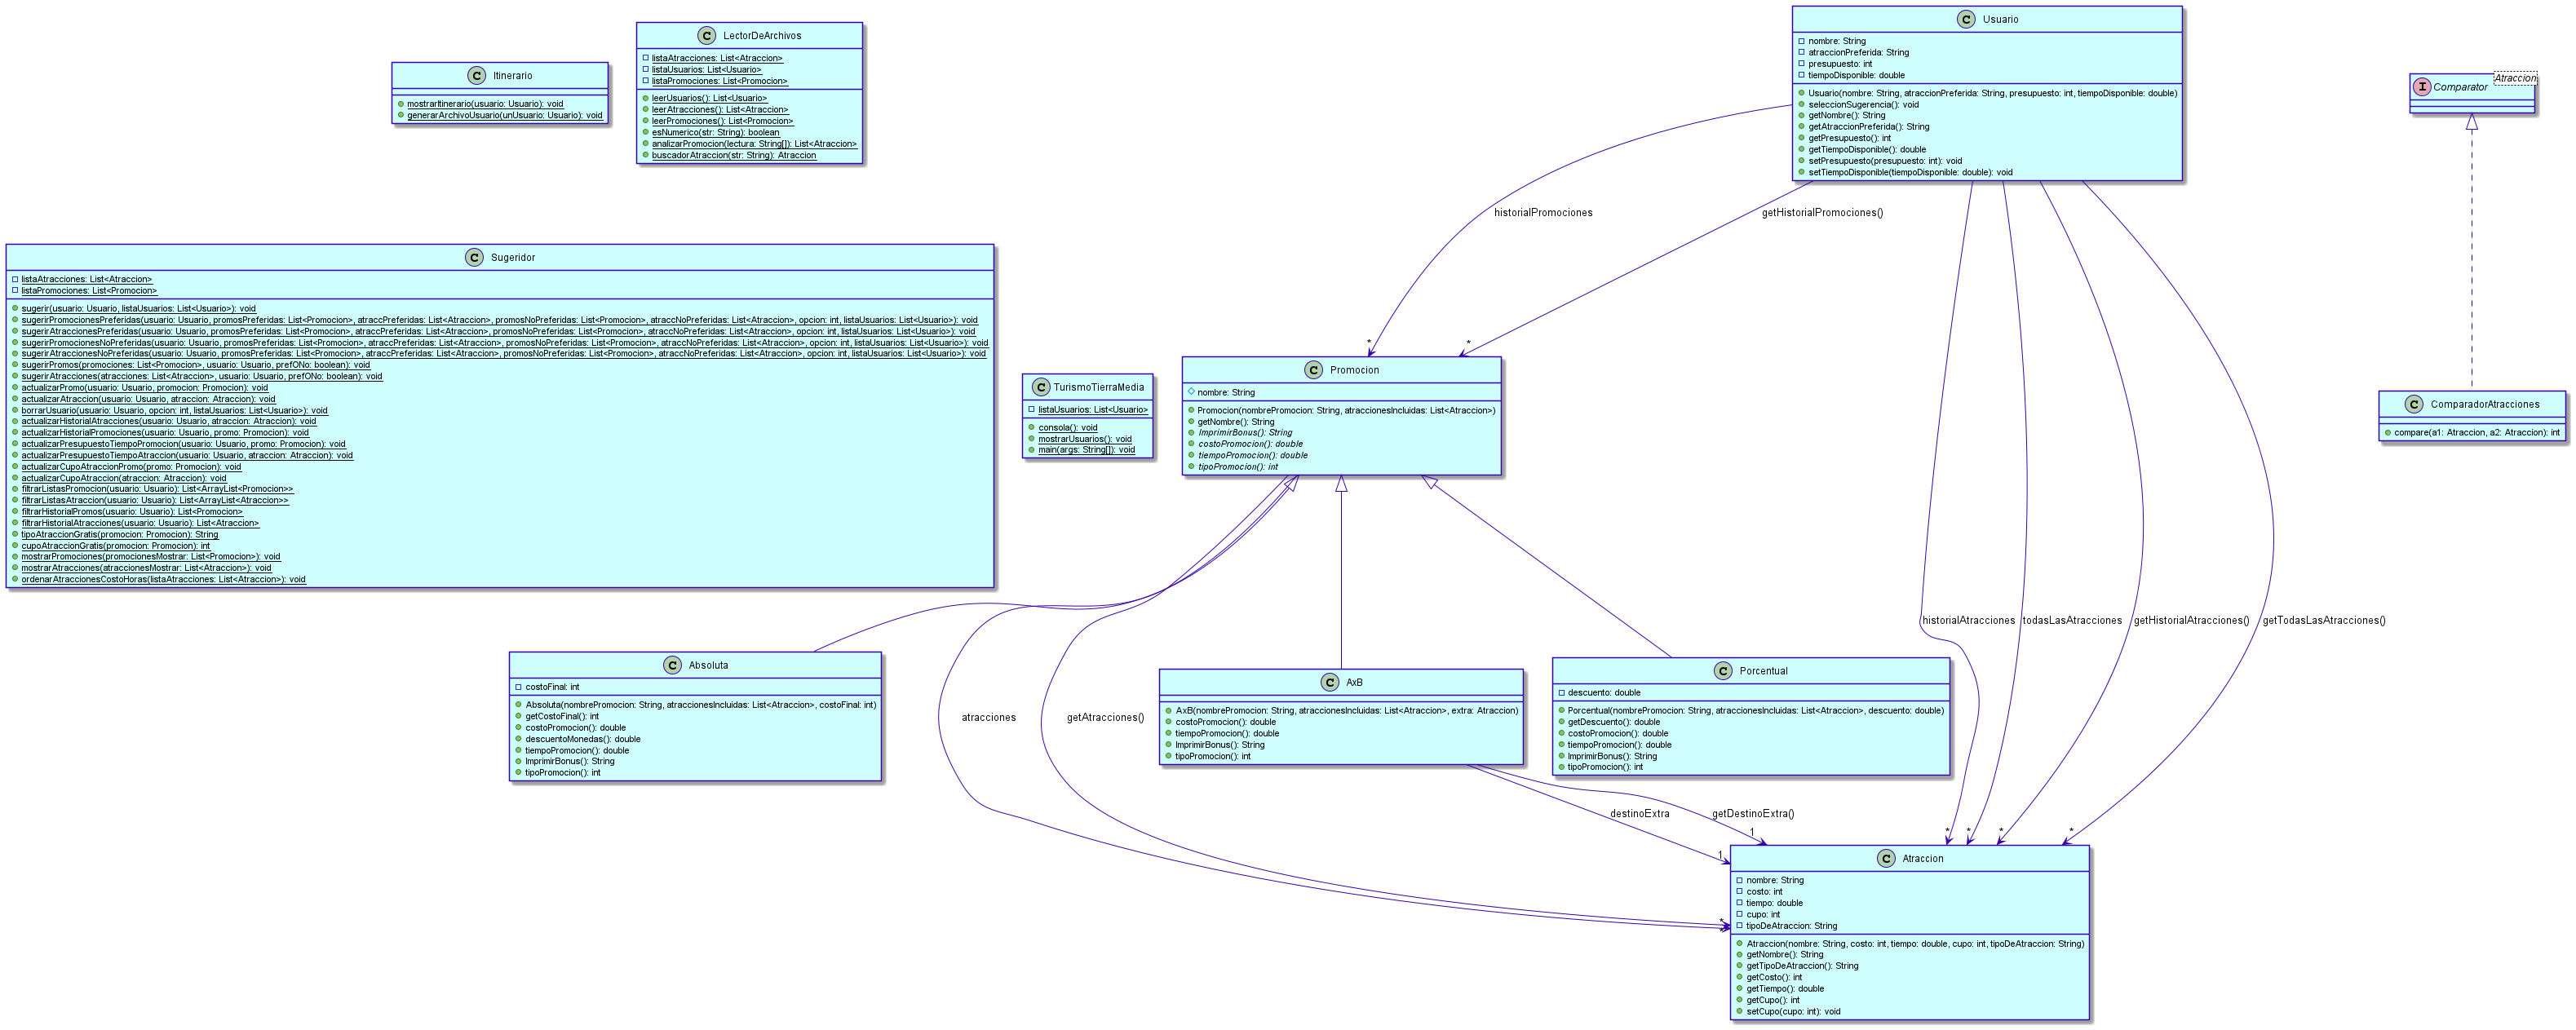 Itinerario
mostrarItinerario(usuario: Usuario): void
generarArchivoUsuario(unUsuario: Usuario): void
LectorDeArchivos
listaAtracciones: List<Atraccion>
listaUsuarios: List<Usuario>
listaPromociones: List<Promocion>
leerUsuarios(): List<Usuario>
leerAtracciones(): List<Atraccion>
leerPromociones(): List<Promocion>
esNumerico(str: String): boolean
analizarPromocion(lectura: String[]): List<Atraccion>
buscadorAtraccion(str: String): Atraccion
Usuario
nombre: String
atraccionPreferida: String
presupuesto: int
tiempoDisponible: double
Usuario(nombre: String, atraccionPreferida: String, presupuesto: int, tiempoDisponible: double)
seleccionSugerencia(): void
getNombre(): String
getAtraccionPreferida(): String
getPresupuesto(): int
getTiempoDisponible(): double
setPresupuesto(presupuesto: int): void
setTiempoDisponible(tiempoDisponible: double): void
Atraccion
Comparator
historialPromociones
getHistorialPromociones()
Sugeridor
listaAtracciones: List<Atraccion>
listaPromociones: List<Promocion>
sugerir(usuario: Usuario, listaUsuarios: List<Usuario>): void
sugerirPromocionesPreferidas(usuario: Usuario, promosPreferidas: List<Promocion>, atraccPreferidas: List<Atraccion>, promosNoPreferidas: List<Promocion>, atraccNoPreferidas: List<Atraccion>, opcion: int, listaUsuarios: List<Usuario>): void
sugerirAtraccionesPreferidas(usuario: Usuario, promosPreferidas: List<Promocion>, atraccPreferidas: List<Atraccion>, promosNoPreferidas: List<Promocion>, atraccNoPreferidas: List<Atraccion>, opcion: int, listaUsuarios: List<Usuario>): void
sugerirPromocionesNoPreferidas(usuario: Usuario, promosPreferidas: List<Promocion>, atraccPreferidas: List<Atraccion>, promosNoPreferidas: List<Promocion>, atraccNoPreferidas: List<Atraccion>, opcion: int, listaUsuarios: List<Usuario>): void
sugerirAtraccionesNoPreferidas(usuario: Usuario, promosPreferidas: List<Promocion>, atraccPreferidas: List<Atraccion>, promosNoPreferidas: List<Promocion>, atraccNoPreferidas: List<Atraccion>, opcion: int, listaUsuarios: List<Usuario>): void
sugerirPromos(promociones: List<Promocion>, usuario: Usuario, prefONo: boolean): void
sugerirAtracciones(atracciones: List<Atraccion>, usuario: Usuario, prefONo: boolean): void
actualizarPromo(usuario: Usuario, promocion: Promocion): void
actualizarAtraccion(usuario: Usuario, atraccion: Atraccion): void
borrarUsuario(usuario: Usuario, opcion: int, listaUsuarios: List<Usuario>): void
actualizarHistorialAtracciones(usuario: Usuario, atraccion: Atraccion): void
actualizarHistorialPromociones(usuario: Usuario, promo: Promocion): void
actualizarPresupuestoTiempoPromocion(usuario: Usuario, promo: Promocion): void
actualizarPresupuestoTiempoAtraccion(usuario: Usuario, atraccion: Atraccion): void
actualizarCupoAtraccionPromo(promo: Promocion): void
actualizarCupoAtraccion(atraccion: Atraccion): void
filtrarListasPromocion(usuario: Usuario): List<ArrayList<Promocion>>
filtrarListasAtraccion(usuario: Usuario): List<ArrayList<Atraccion>>
filtrarHistorialPromos(usuario: Usuario): List<Promocion>
filtrarHistorialAtracciones(usuario: Usuario): List<Atraccion>
tipoAtraccionGratis(promocion: Promocion): String
cupoAtraccionGratis(promocion: Promocion): int
mostrarPromociones(promocionesMostrar: List<Promocion>): void
mostrarAtracciones(atraccionesMostrar: List<Atraccion>): void
ordenarAtraccionesCostoHoras(listaAtracciones: List<Atraccion>): void
TurismoTierraMedia
listaUsuarios: List<Usuario>
consola(): void
mostrarUsuarios(): void
main(args: String[]): void
*
*
Promocion
nombre: String
Promocion(nombrePromocion: String, atraccionesIncluidas: List<Atraccion>)
getNombre(): String
ImprimirBonus(): String
costoPromocion(): double
tiempoPromocion(): double
tipoPromocion(): int
ComparadorAtracciones
compare(a1: Atraccion, a2: Atraccion): int
historialAtracciones
todasLasAtracciones
getHistorialAtracciones()
getTodasLasAtracciones()
Absoluta
costoFinal: int
Absoluta(nombrePromocion: String, atraccionesIncluidas: List<Atraccion>, costoFinal: int)
getCostoFinal(): int
costoPromocion(): double
descuentoMonedas(): double
tiempoPromocion(): double
ImprimirBonus(): String
tipoPromocion(): int
atracciones
getAtracciones()
AxB
AxB(nombrePromocion: String, atraccionesIncluidas: List<Atraccion>, extra: Atraccion)
costoPromocion(): double
tiempoPromocion(): double
ImprimirBonus(): String
tipoPromocion(): int
Porcentual
descuento: double
Porcentual(nombrePromocion: String, atraccionesIncluidas: List<Atraccion>, descuento: double)
getDescuento(): double
costoPromocion(): double
tiempoPromocion(): double
ImprimirBonus(): String
tipoPromocion(): int
destinoExtra
getDestinoExtra()
1
1
*
*
*
*
*
*
Atraccion
nombre: String
costo: int
tiempo: double
cupo: int
tipoDeAtraccion: String
Atraccion(nombre: String, costo: int, tiempo: double, cupo: int, tipoDeAtraccion: String)
getNombre(): String
getTipoDeAtraccion(): String
getCosto(): int
getTiempo(): double
getCupo(): int
setCupo(cupo: int): void